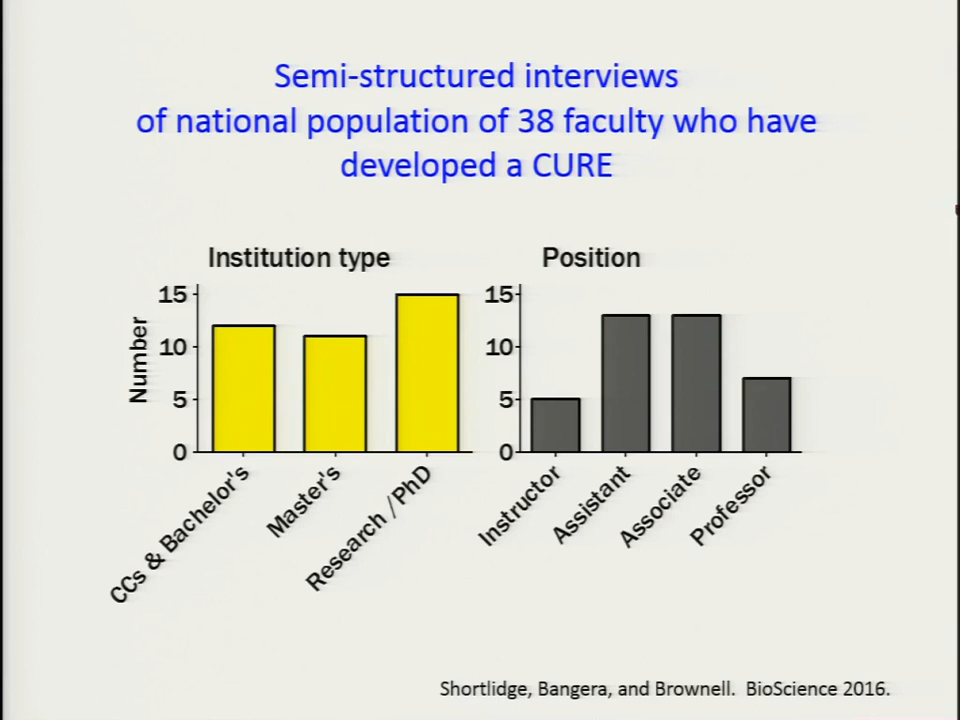 Semi-structured interviews
of national population of 38 faculty who have
developed a CURE
Institution type
Number
15
10
5
0
CCs & Bachelor's
Master's
Research / PhD
Position
15
10
5
0
Instructor
Assistant
Associate
Professor
Shortlidge, Bangera, and Brownell. BioScience 2016.